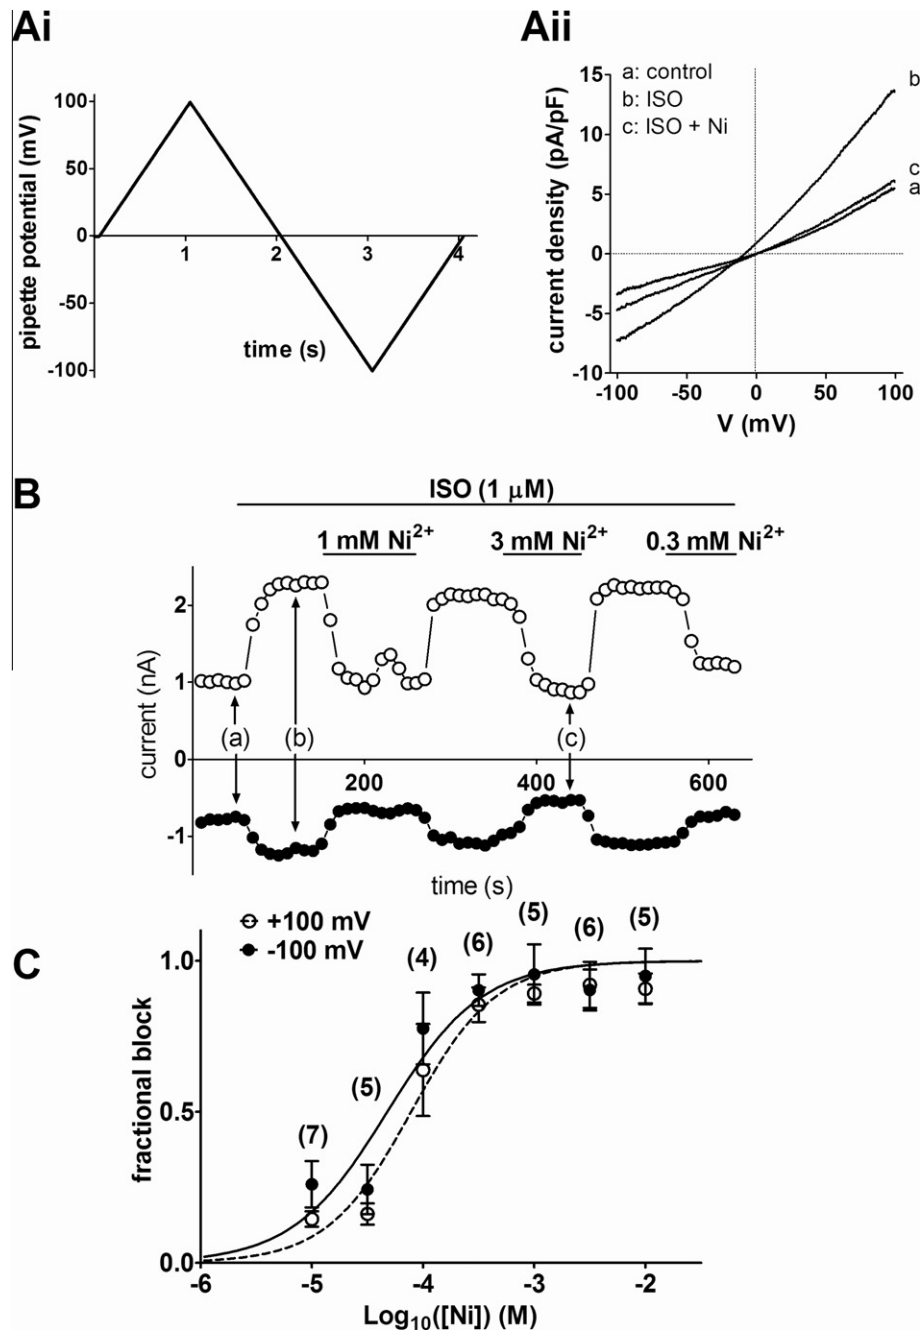 Ai
Aii
pipette potential (mV)
100
50
0
-50
-100
1
2
3
4
time (s)
current density (pA/pF)
15
10
5
0
-5
-10
a: control
b: ISO
c: ISO + Ni
b
c
a
-100
-50
0
50
100
V (mV)
B
ISO (1 μM)
1 mM Ni2+
3 mM Ni2+
0.3 mM Ni2+
current (nA)
2
1
0
-1
(a)
(b)
(c)
200
400
600
time (s)
C
+100 mV
-100 mV
fractional block
1.0
0.5
0.0
(7)
(5)
(4)
(6)
(5)
(6)
(5)
-6
-5
-4
-3
-2
Log10([Ni]) (M)